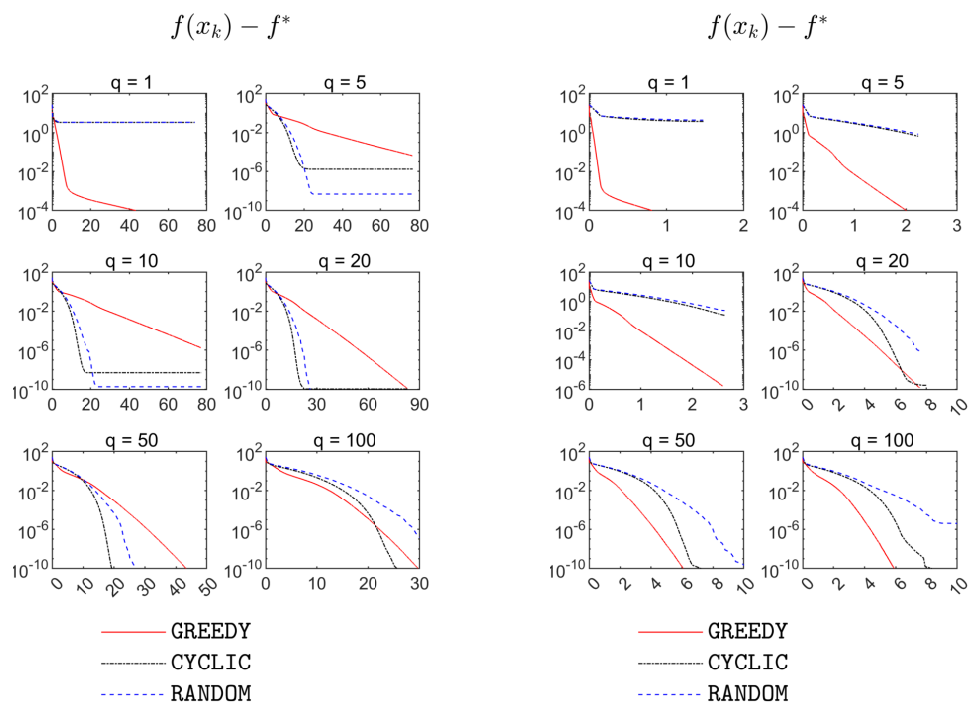 f(x_k) − f*
q = 1
10^2
10^0
10^-2
10^-4
0 20 40 60 80
q = 5
10^2
10^-2
10^-6
10^-10
0 20 40 60 80
q = 10
10^2
10^-2
10^-6
10^-10
0 20 40 60 80
q = 20
10^2
10^-2
10^-6
10^-10
0 30 60 90
q = 50
10^2
10^-2
10^-6
10^-10
0 10 20 30 40 50
q = 100
10^2
10^-2
10^-6
10^-10
0 10 20 30
GREEDY
CYCLIC
RANDOM
f(x_k) − f*
q = 1
10^2
10^0
10^-2
10^-4
0 1 2
q = 5
10^2
10^0
10^-2
10^-4
0 1 2 3
q = 10
10^2
10^0
10^-2
10^-4
10^-6
0 1 2 3
q = 20
10^2
10^-2
10^-6
10^-10
0 2 4 6 8 10
q = 50
10^2
10^-2
10^-6
10^-10
0 2 4 6 8 10
q = 100
10^2
10^-2
10^-6
10^-10
0 2 4 6 8 10
GREEDY
CYCLIC
RANDOM